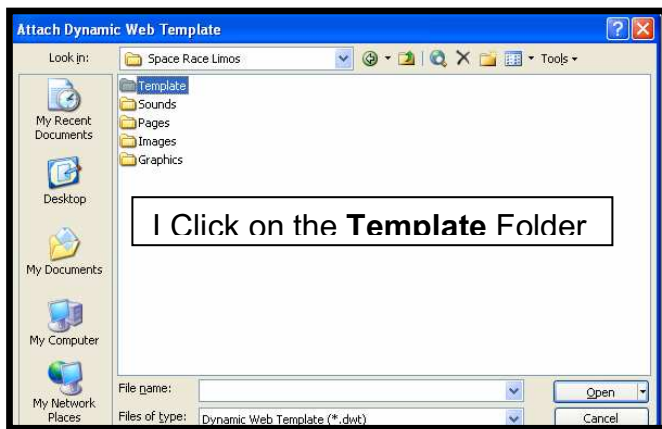 Attach Dynamic Web Template
Look in: Space Race Limos Tools
Template
Sounds
Pages
Images
Graphics
My Recent
Documents
Desktop
My Documents
My Computer
My Network
Places
I Click on the Template Folder
File name: Open
Files of type: Dynamic Web Template (*.dwt) Cancel